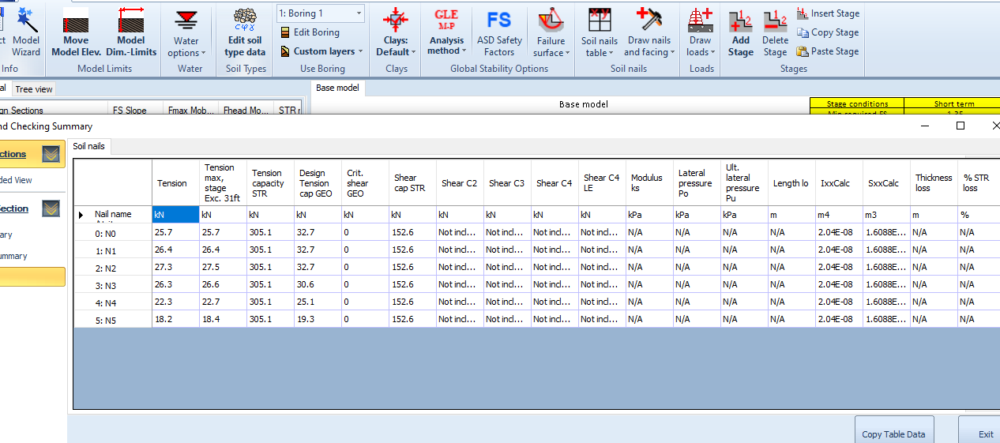 1: Boring 1
GLE
M-P
FS
x y
cφγ
Edit Boring
Custom layers
Model
Wizard
Move
Model Elev.
Model
Dim.-Limits
Water
options
Edit soil
type data
Clays:
Default
Analysis
method
ASD Safety
Factors
Failure
surface
Soil nails
table
Draw nails
and facing
Draw
loads
Add
Stage
Delete
Stage
Insert Stage
Copy Stage
Paste Stage
Info
Model Limits
Water
Soil Types
Use Boring
Clays
Global Stability Options
Soil nails
Loads
Stages
al
Tree view
Base model
gn Sections
FS Slope
Fmax Mob...
Fhead Mo...
STR
Base model
Stage conditions
Short term
Min required FS
1.35
nd Checking Summary
ctions
ded View
Section
ary
ummary
Soil nails
Tension
Tension
max,
stage
Exc. 31ft
Tension
capacity
STR
Design
Tension
cap GEO
Crit.
shear
GEO
Shear
cap STR
Shear C2
Shear C3
Shear C4
Shear C4
LE
Modulus
ks
Lateral
pressure
Po
Ult.
lateral
pressure
Pu
Length lo
IxxCalc
SxxCalc
Thickness
loss
% STR
loss
Nail name
kN kN kN kN kN kN kN kN kN kN kPa kPa kPa m m4 m3 m %
0: N0 25.7 25.7 305.1 32.7 0 152.6 Not incl... Not incl... Not incl... Not incl... N/A N/A N/A N/A 2.04E-08 1.6088E... N/A N/A
1: N1 26.4 26.4 305.1 32.7 0 152.6 Not incl... Not incl... Not incl... Not incl... N/A N/A N/A N/A 2.04E-08 1.6088E... N/A N/A
2: N2 27.3 27.5 305.1 32.7 0 152.6 Not incl... Not incl... Not incl... Not incl... N/A N/A N/A N/A 2.04E-08 1.6088E... N/A N/A
3: N3 26.3 26.6 305.1 30.6 0 152.6 Not incl... Not incl... Not incl... Not incl... N/A N/A N/A N/A 2.04E-08 1.6088E... N/A N/A
4: N4 22.3 22.7 305.1 25.1 0 152.6 Not incl... Not incl... Not incl... Not incl... N/A N/A N/A N/A 2.04E-08 1.6088E... N/A N/A
5: N5 18.2 18.4 305.1 19.3 0 152.6 Not incl... Not incl... Not incl... Not incl... N/A N/A N/A N/A 2.04E-08 1.6088E... N/A N/A
Copy Table Data
Exit